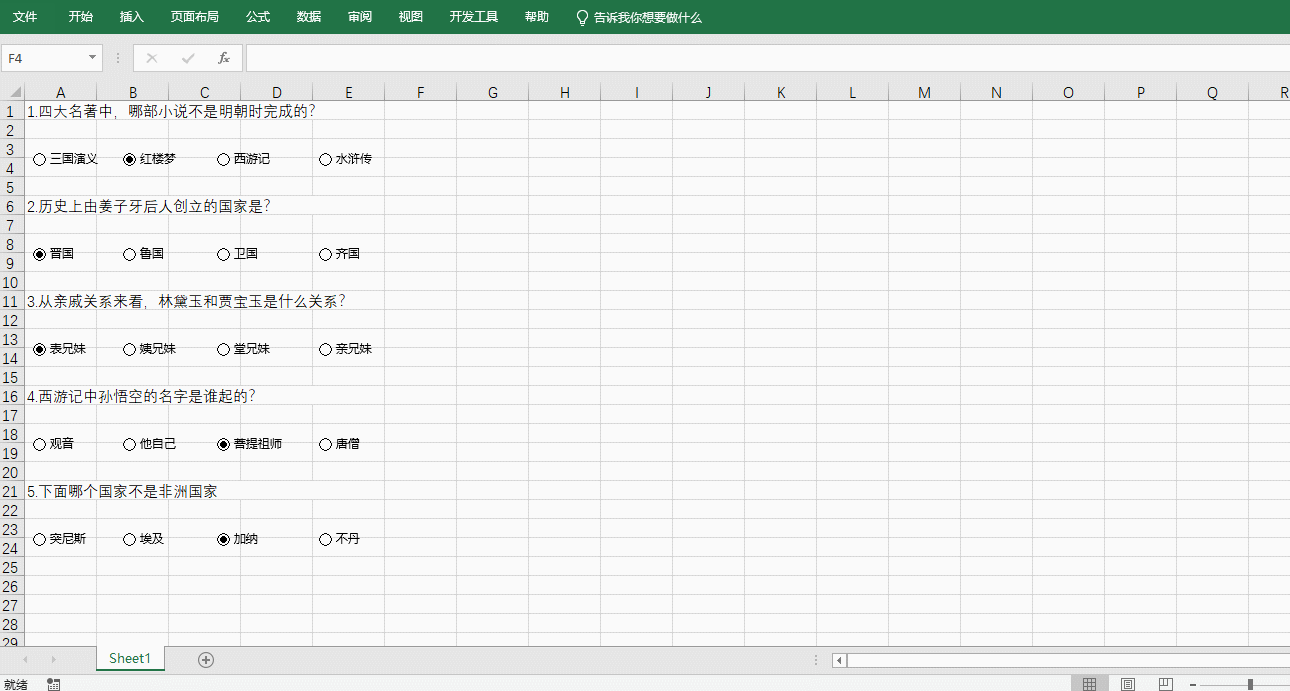 文件 开始 插入 页面布局 公式 数据 审阅 视图 开发工具 帮助 告诉我你想要做什么
F4 fx
A B C D E F G H I J K L M N O P Q R
1 1.四大名著中，哪部小说不是明朝时完成的？
2
3
三国演义 红楼梦 西游记 水浒传
4
5
6 2.历史上由姜子牙后人创立的国家是？
7
8
晋国 鲁国 卫国 齐国
9
10
11 3.从亲戚关系来看，林黛玉和贾宝玉是什么关系？
12
13
表兄妹 姨兄妹 堂兄妹 亲兄妹
14
15
16 4.西游记中孙悟空的名字是谁起的？
17
18
观音 他自己 菩提祖师 唐僧
19
20
21 5.下面哪个国家不是非洲国家
22
23
突尼斯 埃及 加纳 不丹
24
25
26
27
28
29
Sheet1
就绪